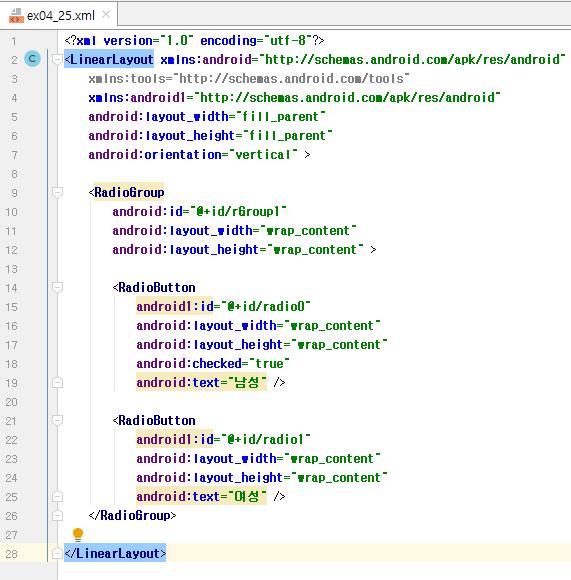 ex04_25.xml
1 <?xml version="1.0" encoding="utf-8"?>
2 <LinearLayout xmlns:android="http://schemas.android.com/apk/res/android"
3 xmlns:tools="http://schemas.android.com/tools"
4 xmlns:android1="http://schemas.android.com/apk/res/android"
5 android:layout_width="fill_parent"
6 android:layout_height="fill_parent"
7 android:orientation="vertical" >
8
9 <RadioGroup
10 android:id="@+id/rGroup1"
11 android:layout_width="wrap_content"
12 android:layout_height="wrap_content" >
13
14 <RadioButton
15 android1:id="@+id/radio0"
16 android:layout_width="wrap_content"
17 android:layout_height="wrap_content"
18 android:checked="true"
19 android:text="남성" />
20
21 <RadioButton
22 android1:id="@+id/radio1"
23 android:layout_width="wrap_content"
24 android:layout_height="wrap_content"
25 android:text="여성" />
26 </RadioGroup>
27
28 </LinearLayout>